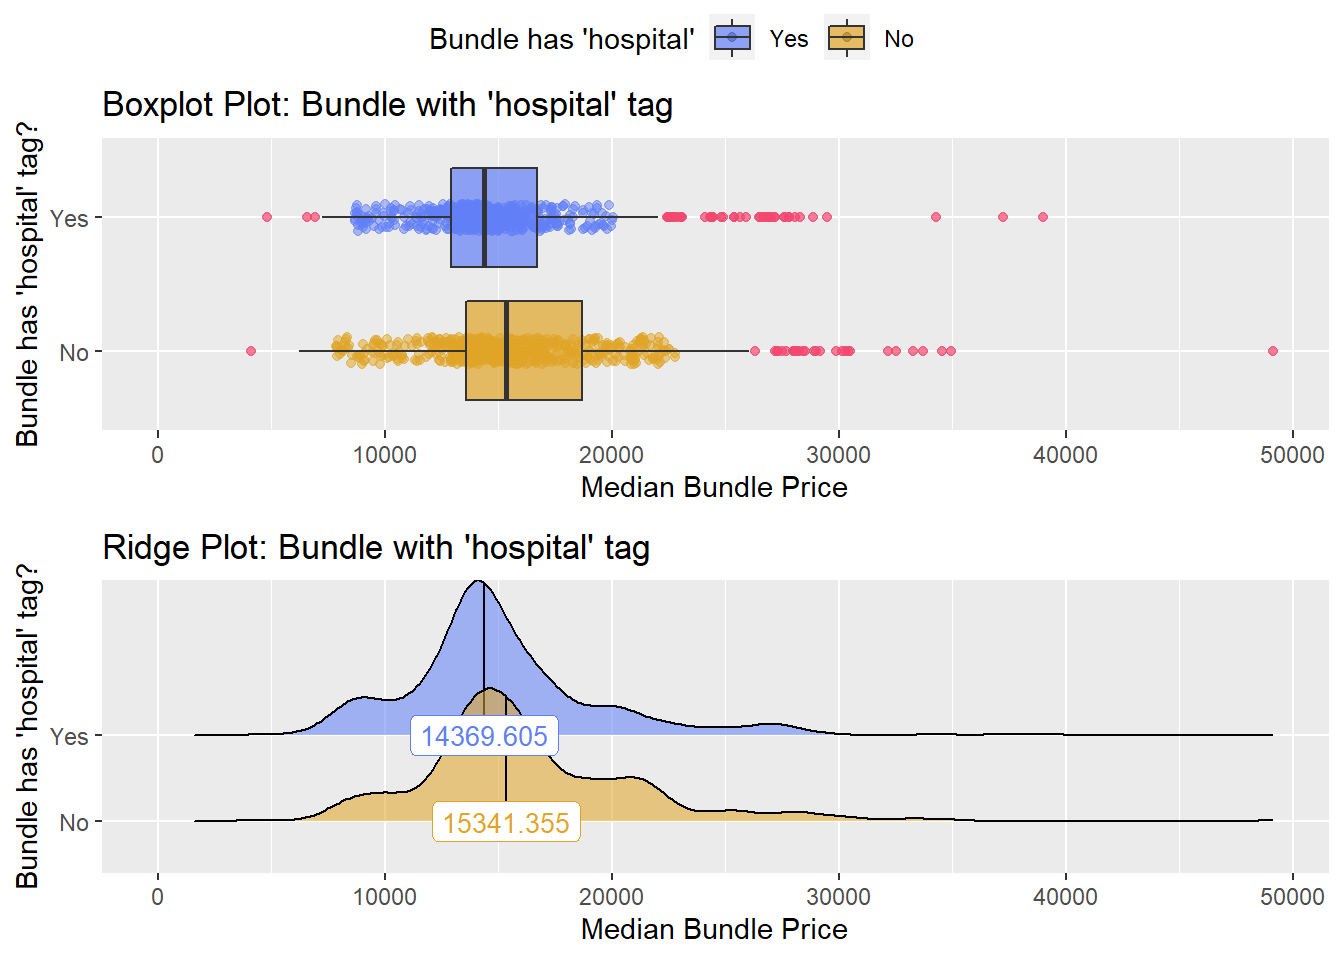 Bundle has 'hospital' Yes No
Boxplot Plot: Bundle with 'hospital' tag
Bundle has 'hospital' tag?
Yes
No
0 10000 20000 30000 40000 50000
Median Bundle Price
Ridge Plot: Bundle with 'hospital' tag
Bundle has 'hospital' tag?
Yes
14369.605
No
15341.355
0 10000 20000 30000 40000 50000
Median Bundle Price